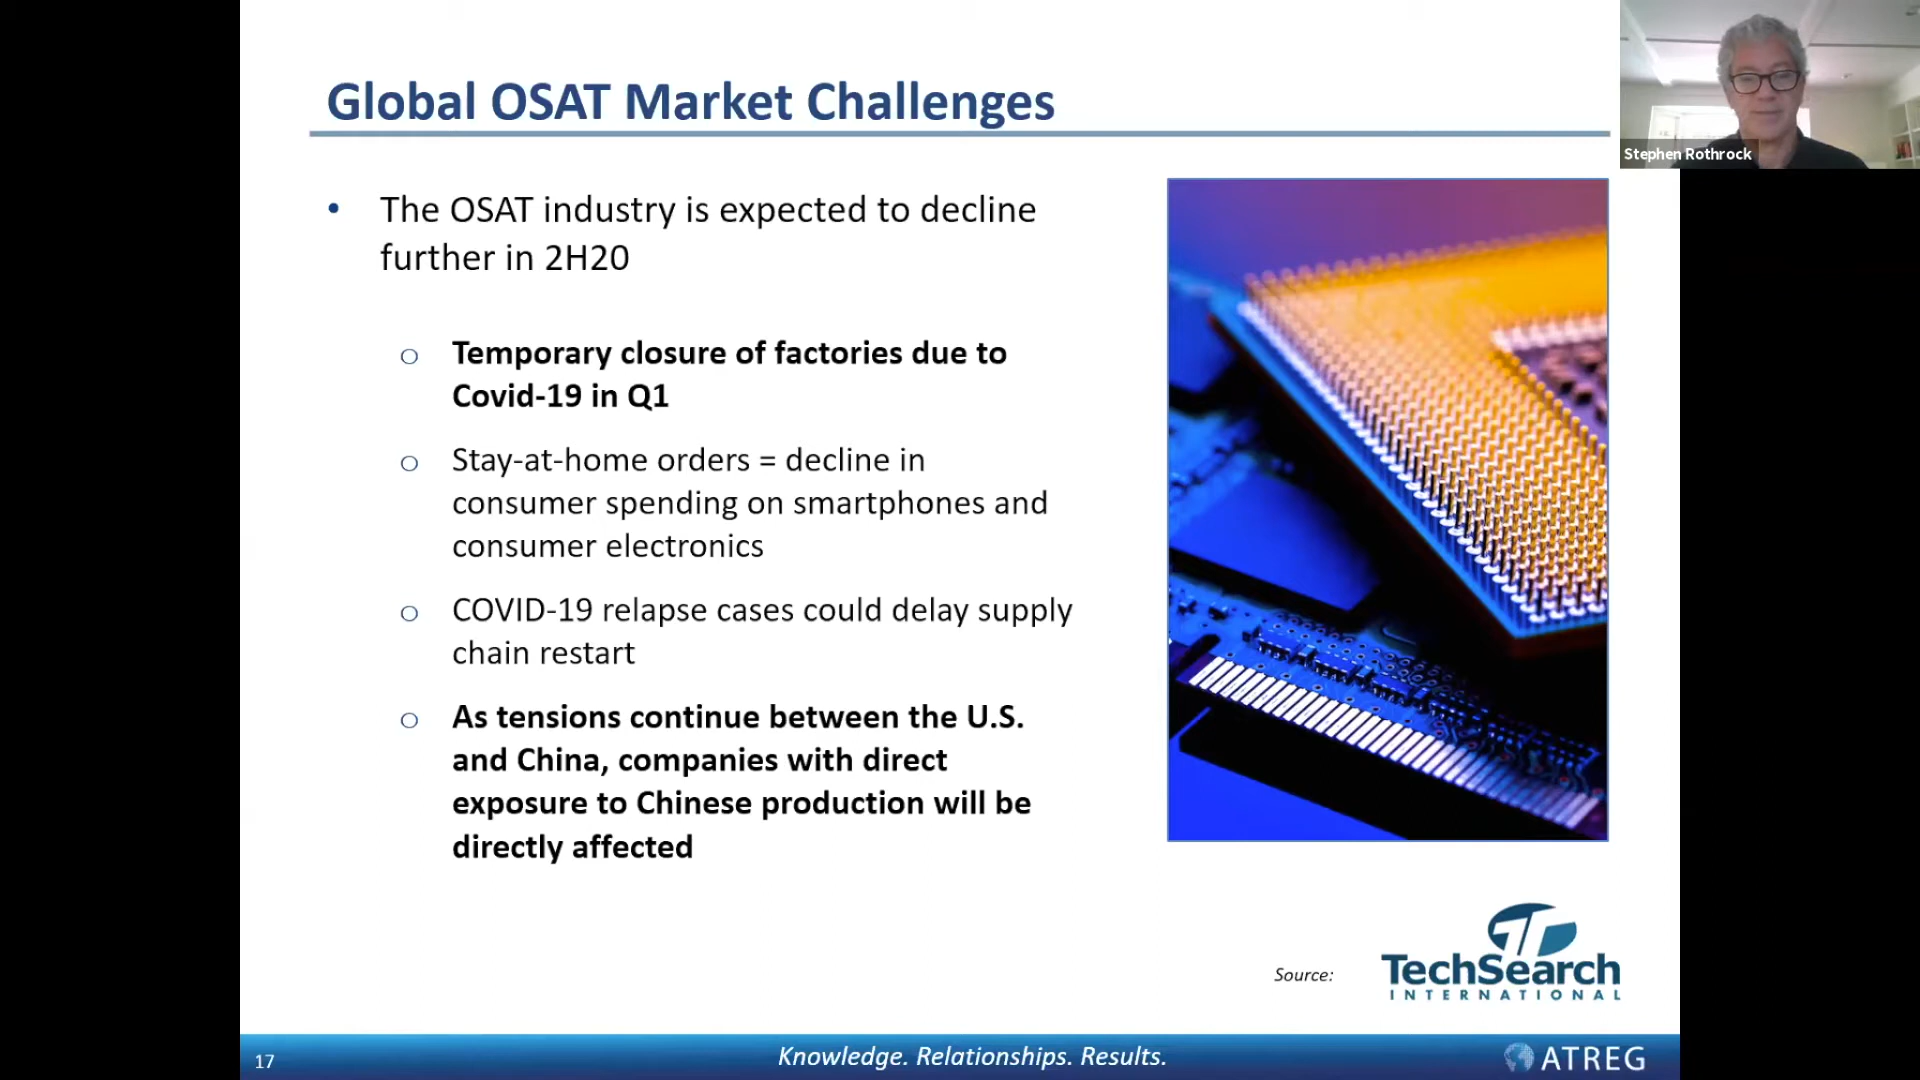 Global OSAT Market Challenges
Stephen Rothrock
• The OSAT industry is expected to decline
further in 2H20
o Temporary closure of factories due to
Covid-19 in Q1
o Stay-at-home orders = decline in
consumer spending on smartphones and
consumer electronics
o COVID-19 relapse cases could delay supply
chain restart
o As tensions continue between the U.S.
and China, companies with direct
exposure to Chinese production will be
directly affected
Source:
TechSearch
INTERNATIONAL
17
Knowledge. Relationships. Results.
ATREG